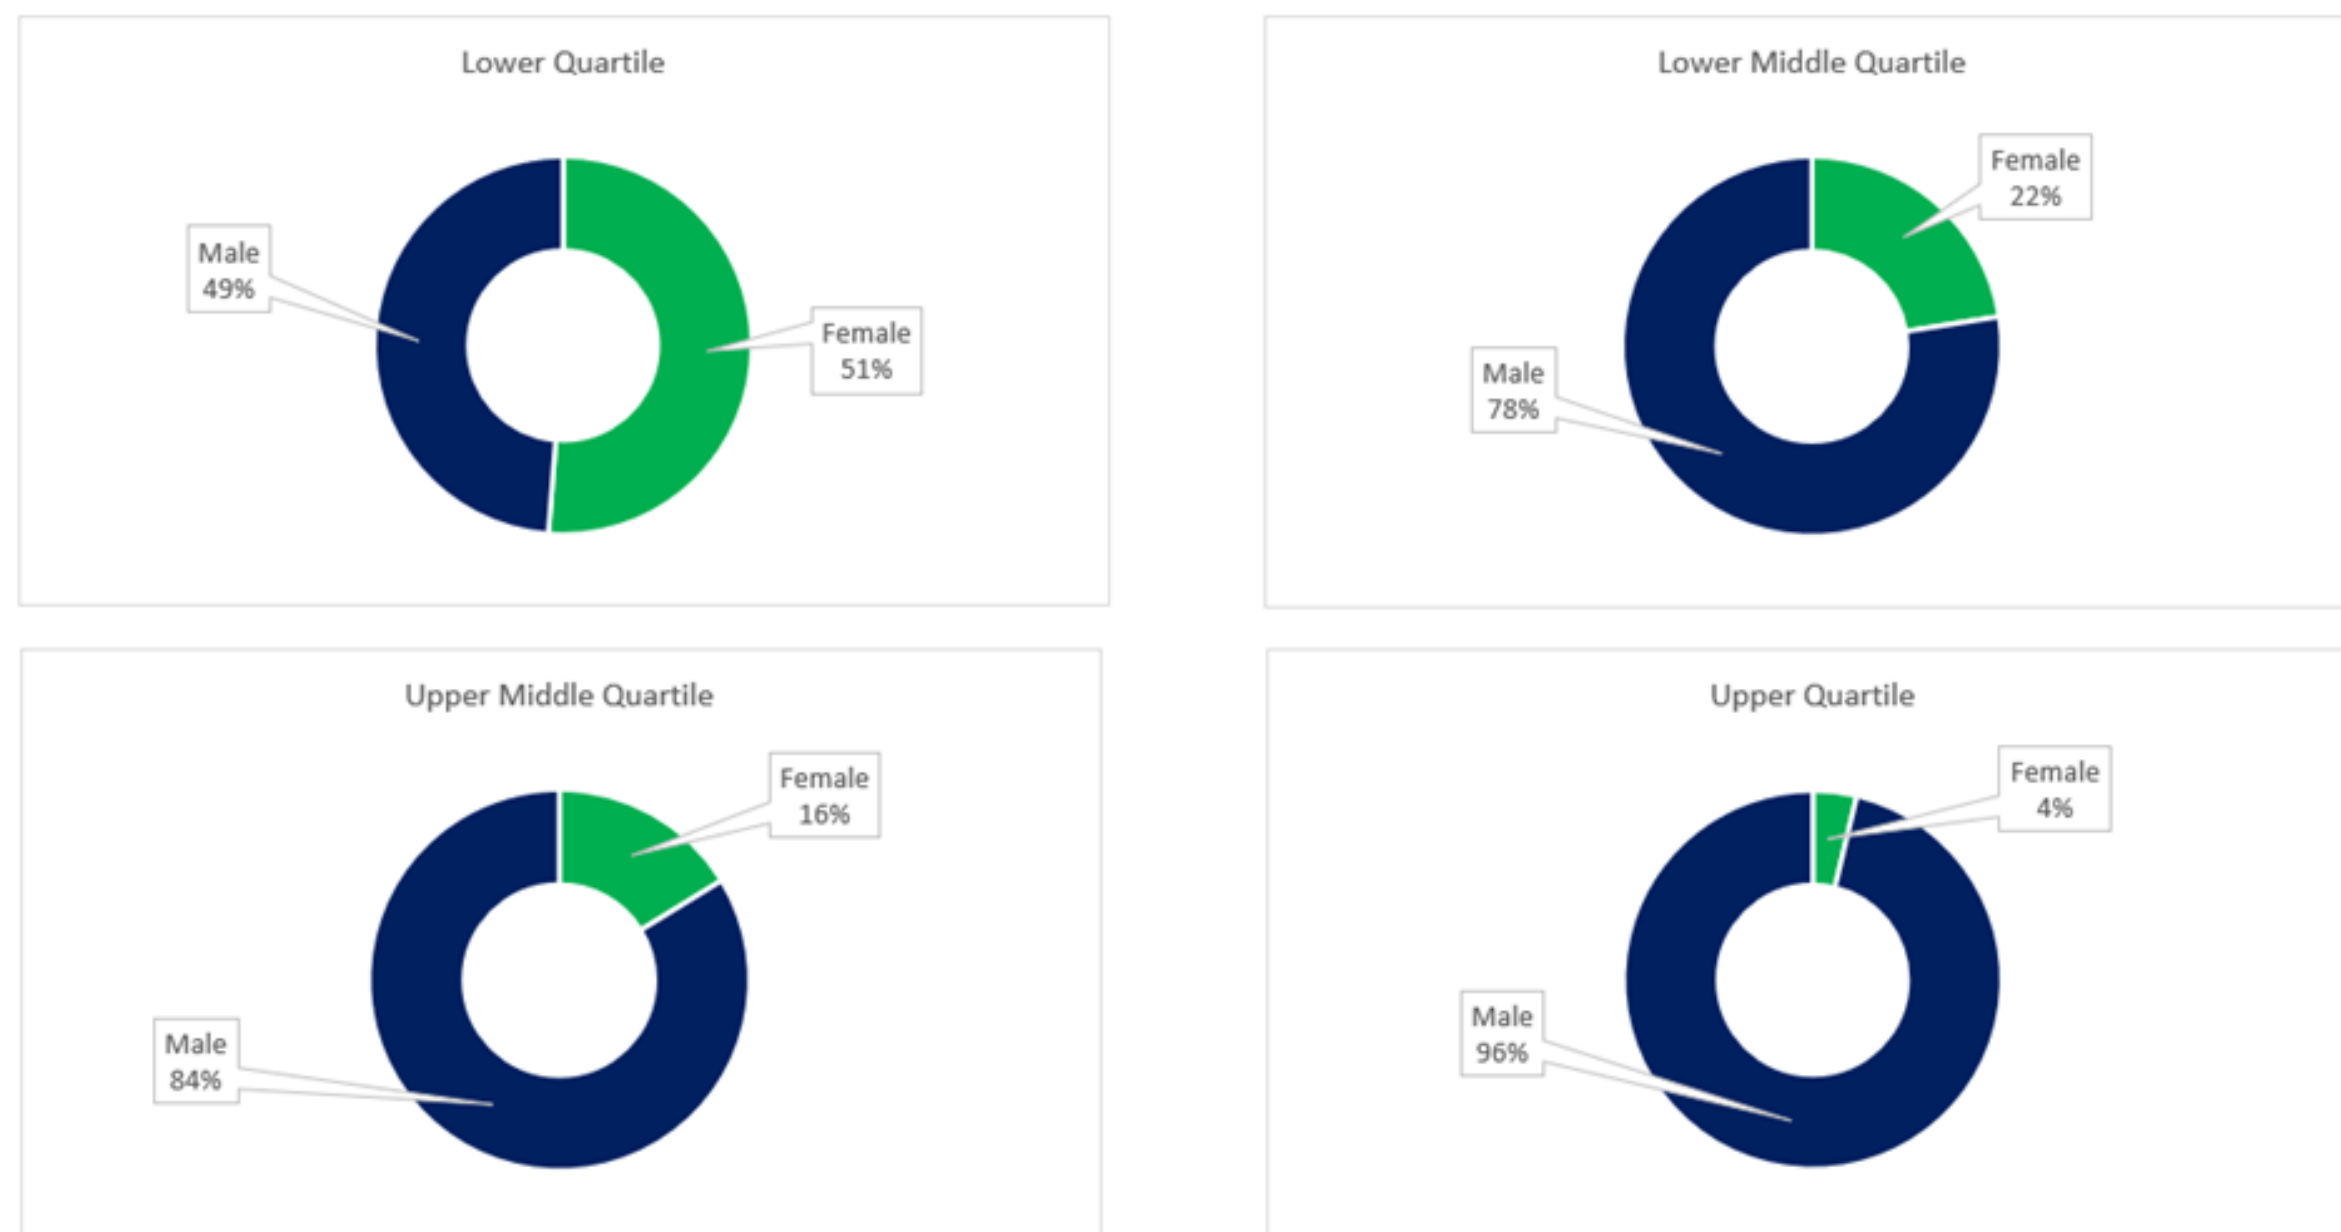 Lower Quartile
Male
49%
Female
51%
Lower Middle Quartile
Female
22%
Male
78%
Upper Middle Quartile
Female
16%
Male
84%
Upper Quartile
Female
4%
Male
96%